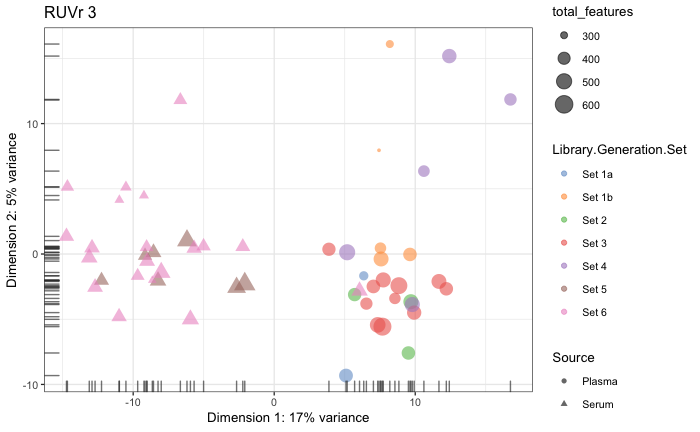 RUVr 3
total_features
300
400
500
600
Library.Generation.Set
Set 1a
Set 1b
Set 2
Set 3
Set 4
Set 5
Set 6
Source
Plasma
Serum
10
0
-10
Dimension 2: 5% variance
-10
0
10
Dimension 1: 17% variance